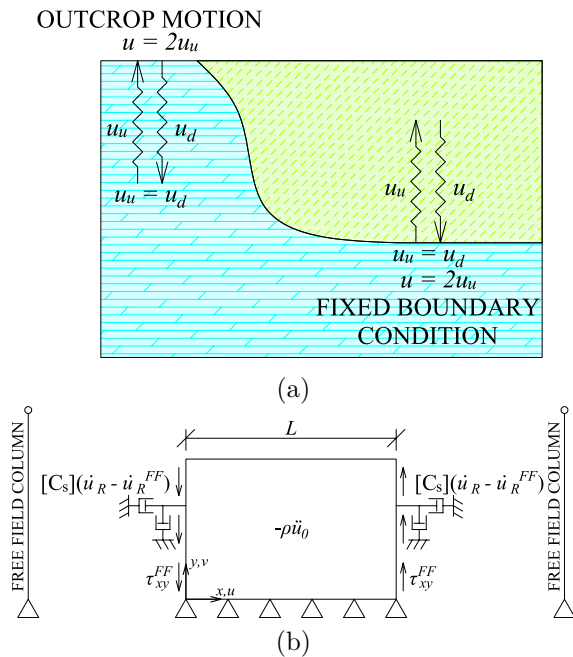 OUTCROP MOTION
u = 2u_u
u_u u_d
u_u = u_d
u_u u_d
u_u = u_d
u = 2u_u
FIXED BOUNDARY
CONDITION
(a)
FREE FIELD COLUMN
L
[C_s](u̇_R - u̇_R^FF)
[C_s](u̇_R - u̇_R^FF)
-ρü_0
τ_xy^FF
y,v
x,u
τ_xy^FF
FREE FIELD COLUMN
(b)